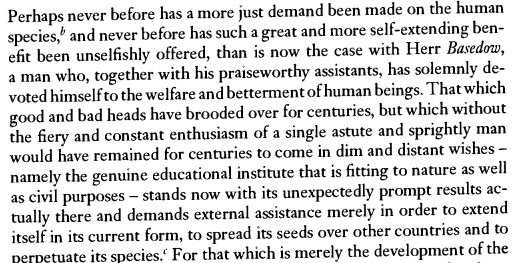 Perhaps never before has a more just demand been made on the human
species,b and never before has such a great and more self-extending ben-
efit been unselfishly offered, than is now the case with Herr Basedow,
a man who, together with his praiseworthy assistants, has solemnly de-
voted himself to the welfare and betterment of human beings. That which
good and bad heads have brooded over for centuries, but which without
the fiery and constant enthusiasm of a single astute and sprightly man
would have remained for centuries to come in dim and distant wishes –
namely the genuine educational institute that is fitting to nature as well
as civil purposes – stands now with its unexpectedly prompt results ac-
tually there and demands external assistance merely in order to extend
itself in its current form, to spread its seeds over other countries and to
perpetuate its species.c For that which is merely the development of the